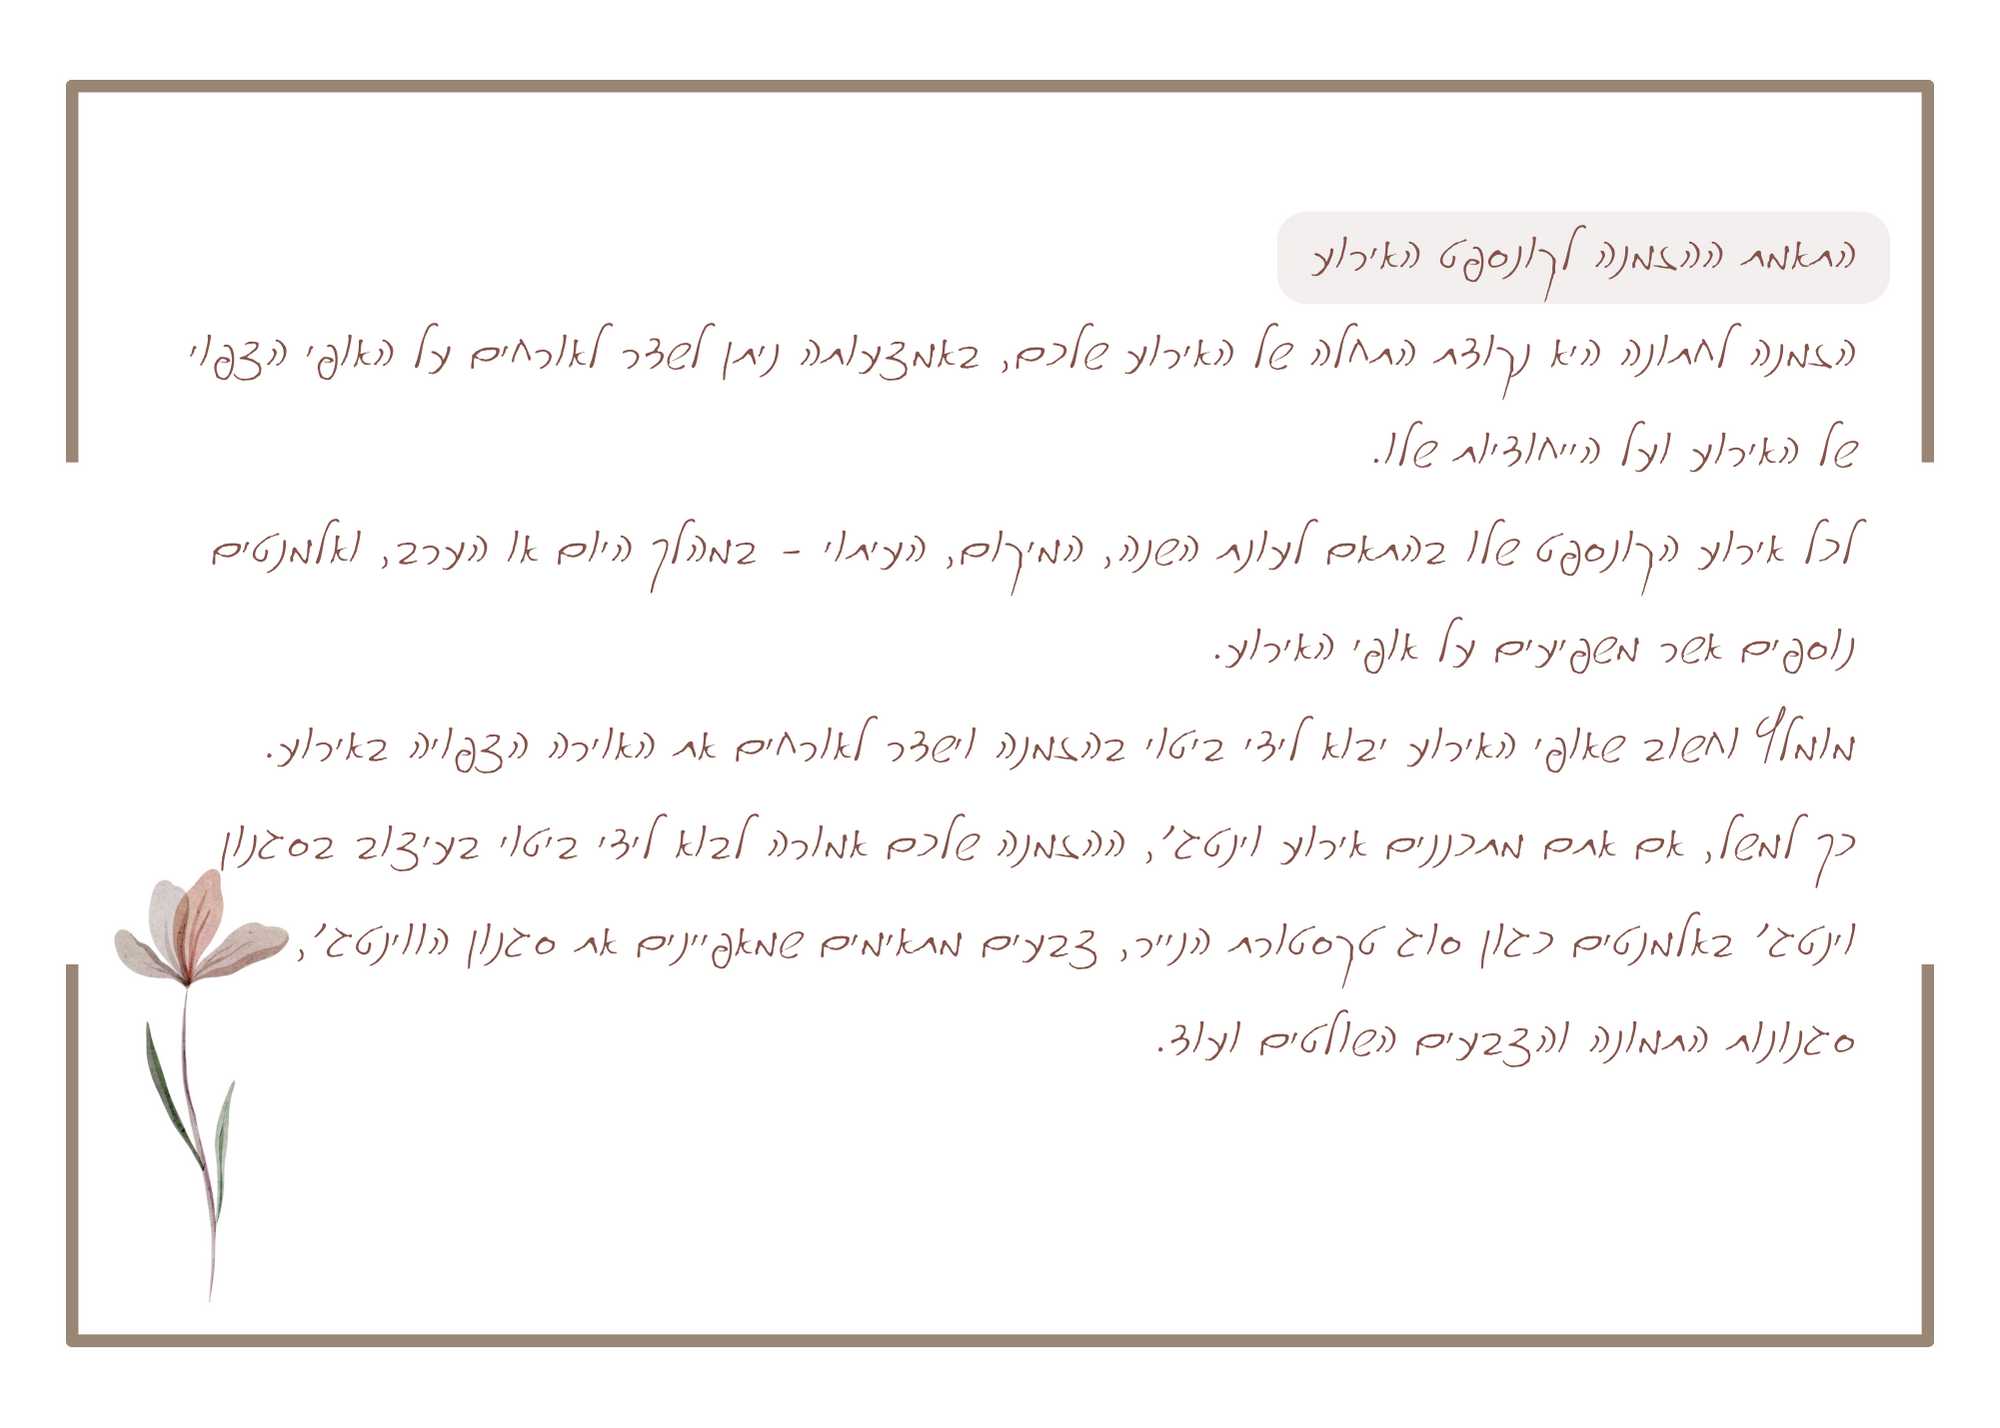 התאמת ההזמנה לקונספט האירוע
הזמנה לחתונה היא נקודת התחלה של האירוע שלכם, באמצעותה ניתן לשדר לאורחים על האופי הצפוי
של האירוע ועל הייחודיות שלו.
לכל אירוע הקונספט שלו בהתאם לעונת השנה, המיקום, העיתוי - במהלך היום או הערב, ואלמנטים
נוספים אשר משפיעים על אופי האירוע.
מומלץ וחשוב שאופי האירוע יבוא לידי ביטוי בהזמנה וישדר לאורחים את האוירה הצפויה באירוע.
כך למשל, אם אתם מתכננים אירוע וינטג', ההזמנה שלכם אמורה לבוא לידי ביטוי בעיצוב בסגנון
וינטג' באלמנטים כגון סוג טקסטורת הנייר, צבעים מתאימים שמאפיינים את סגנון הווינטג',
סגנונות התמונה והצבעים השולטים ועוד.